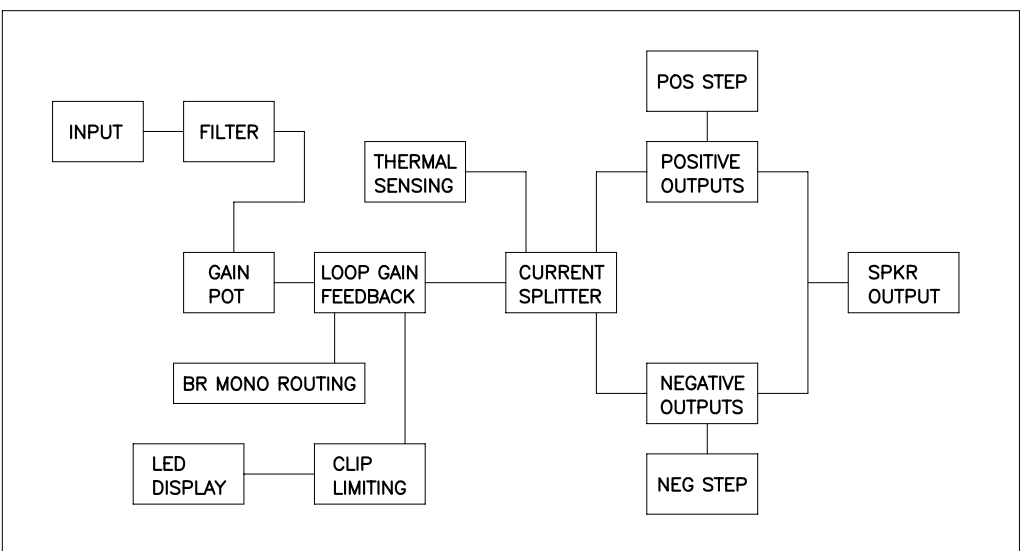 POS STEP
INPUT
FILTER
THERMAL
SENSING
POSITIVE
OUTPUTS
GAIN
POT
LOOP GAIN
FEEDBACK
CURRENT
SPLITTER
SPKR
OUTPUT
BR MONO ROUTING
NEGATIVE
OUTPUTS
LED
DISPLAY
CLIP
LIMITING
NEG STEP